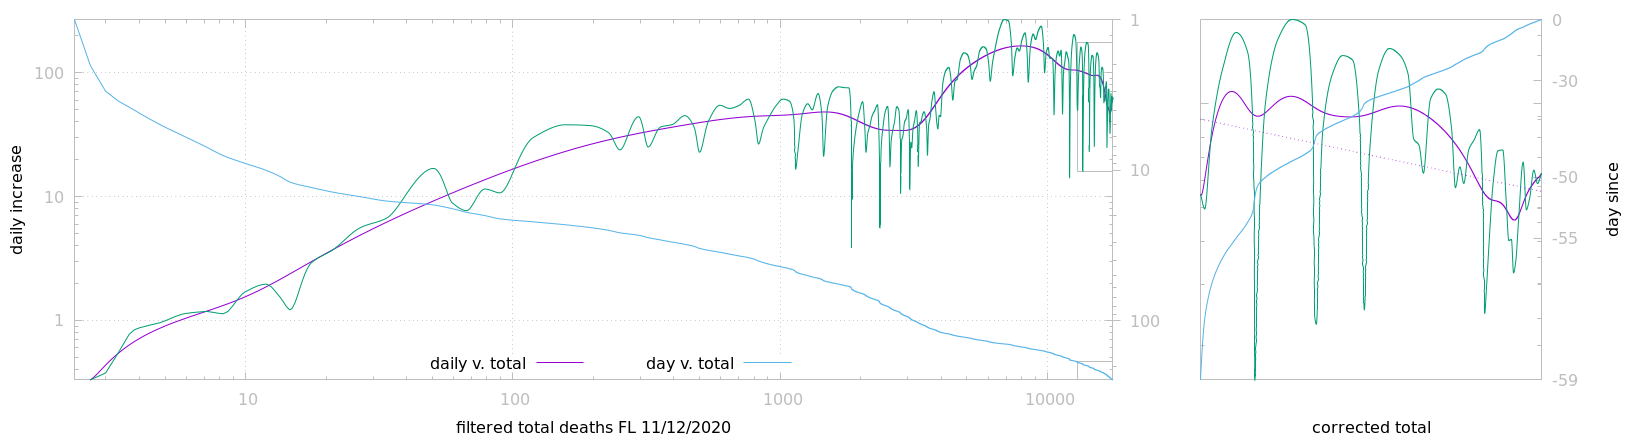 daily increase
100
10
1
1
10
100
daily v. total
day v. total
10
100
1000
10000
filtered total deaths FL 11/12/2020
0
-30
-50
-55
-59
day since
corrected total